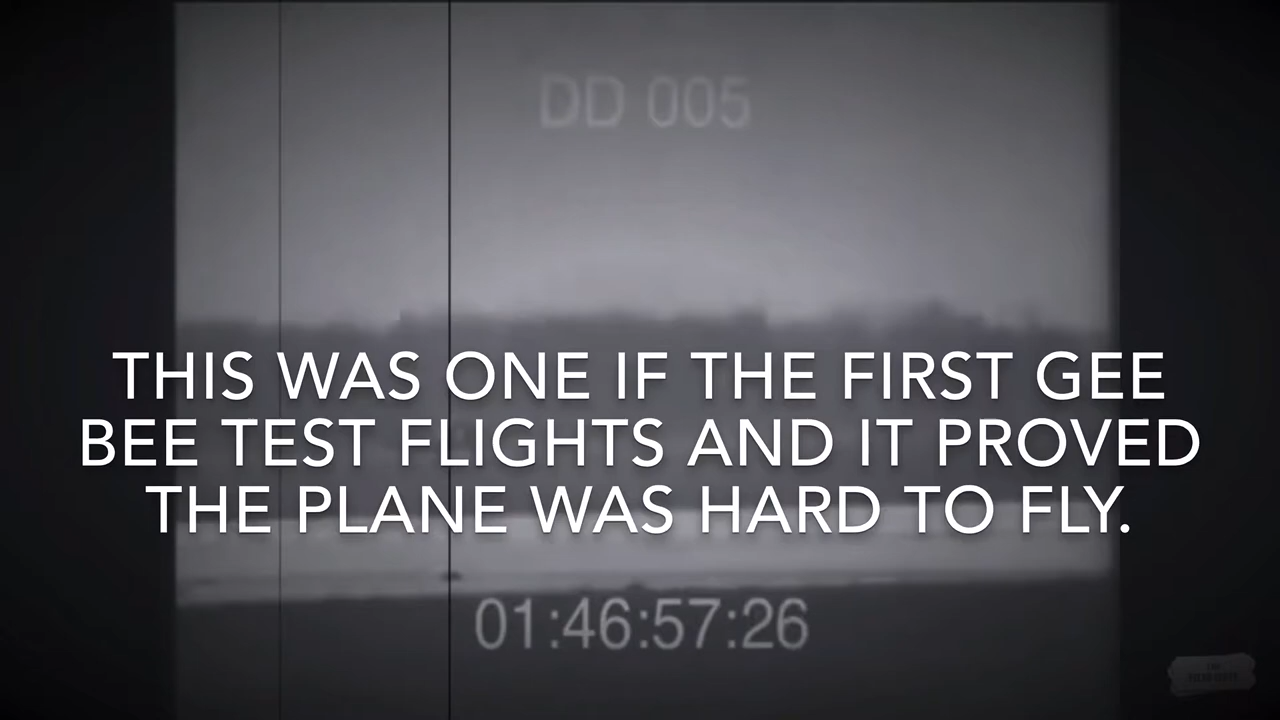 DD 005
THIS WAS ONE IF THE FIRST GEE
BEE TEST FLIGHTS AND IT PROVED
THE PLANE WAS HARD TO FLY.
01:46:57:26